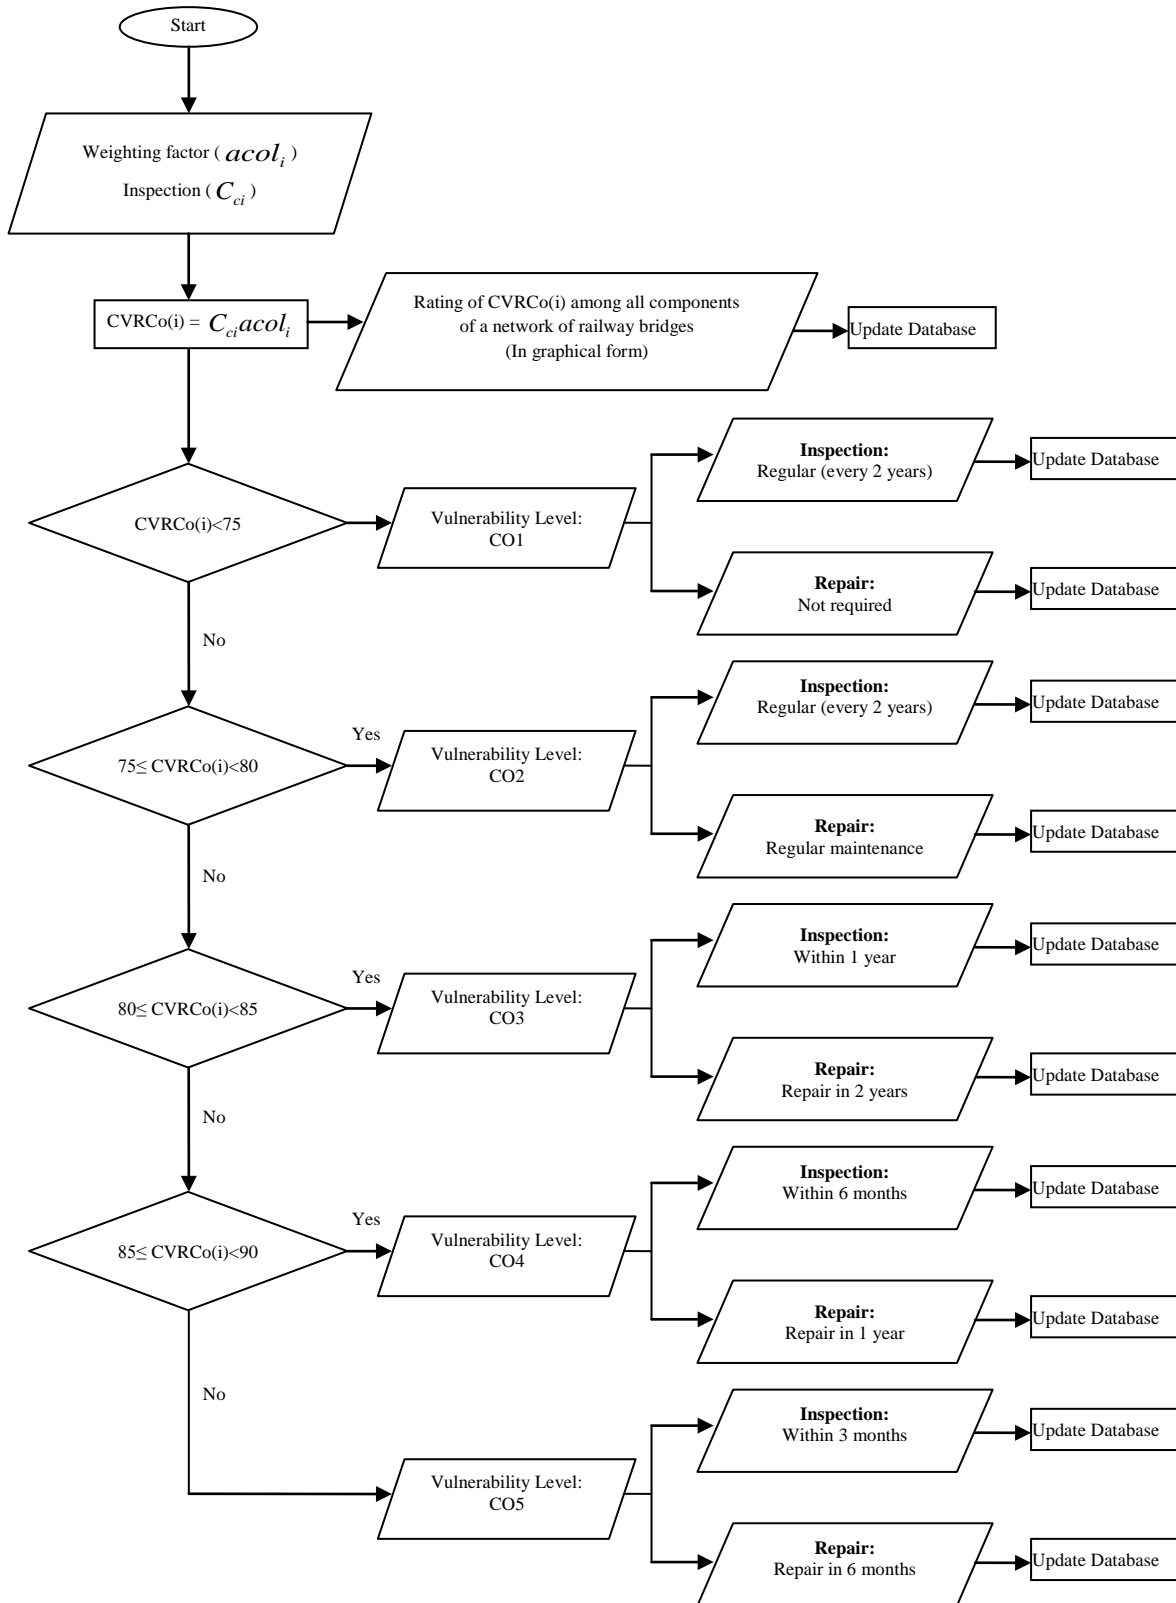 Start
Weighting factor ( acol_i )
Inspection ( C_ci )
CVRCo(i) = C_ci acol_i
Rating of CVRCo(i) among all components
of a network of railway bridges
(In graphical form)
Update Database
CVRCo(i)<75
Vulnerability Level:
CO1
Inspection:
Regular (every 2 years)
Update Database
Repair:
Not required
Update Database
No
75≤ CVRCo(i)<80
Yes
Vulnerability Level:
CO2
Inspection:
Regular (every 2 years)
Update Database
Repair:
Regular maintenance
Update Database
No
80≤ CVRCo(i)<85
Yes
Vulnerability Level:
CO3
Inspection:
Within 1 year
Update Database
Repair:
Repair in 2 years
Update Database
No
85≤ CVRCo(i)<90
Yes
Vulnerability Level:
CO4
Inspection:
Within 6 months
Update Database
Repair:
Repair in 1 year
Update Database
No
Vulnerability Level:
CO5
Inspection:
Within 3 months
Update Database
Repair:
Repair in 6 months
Update Database